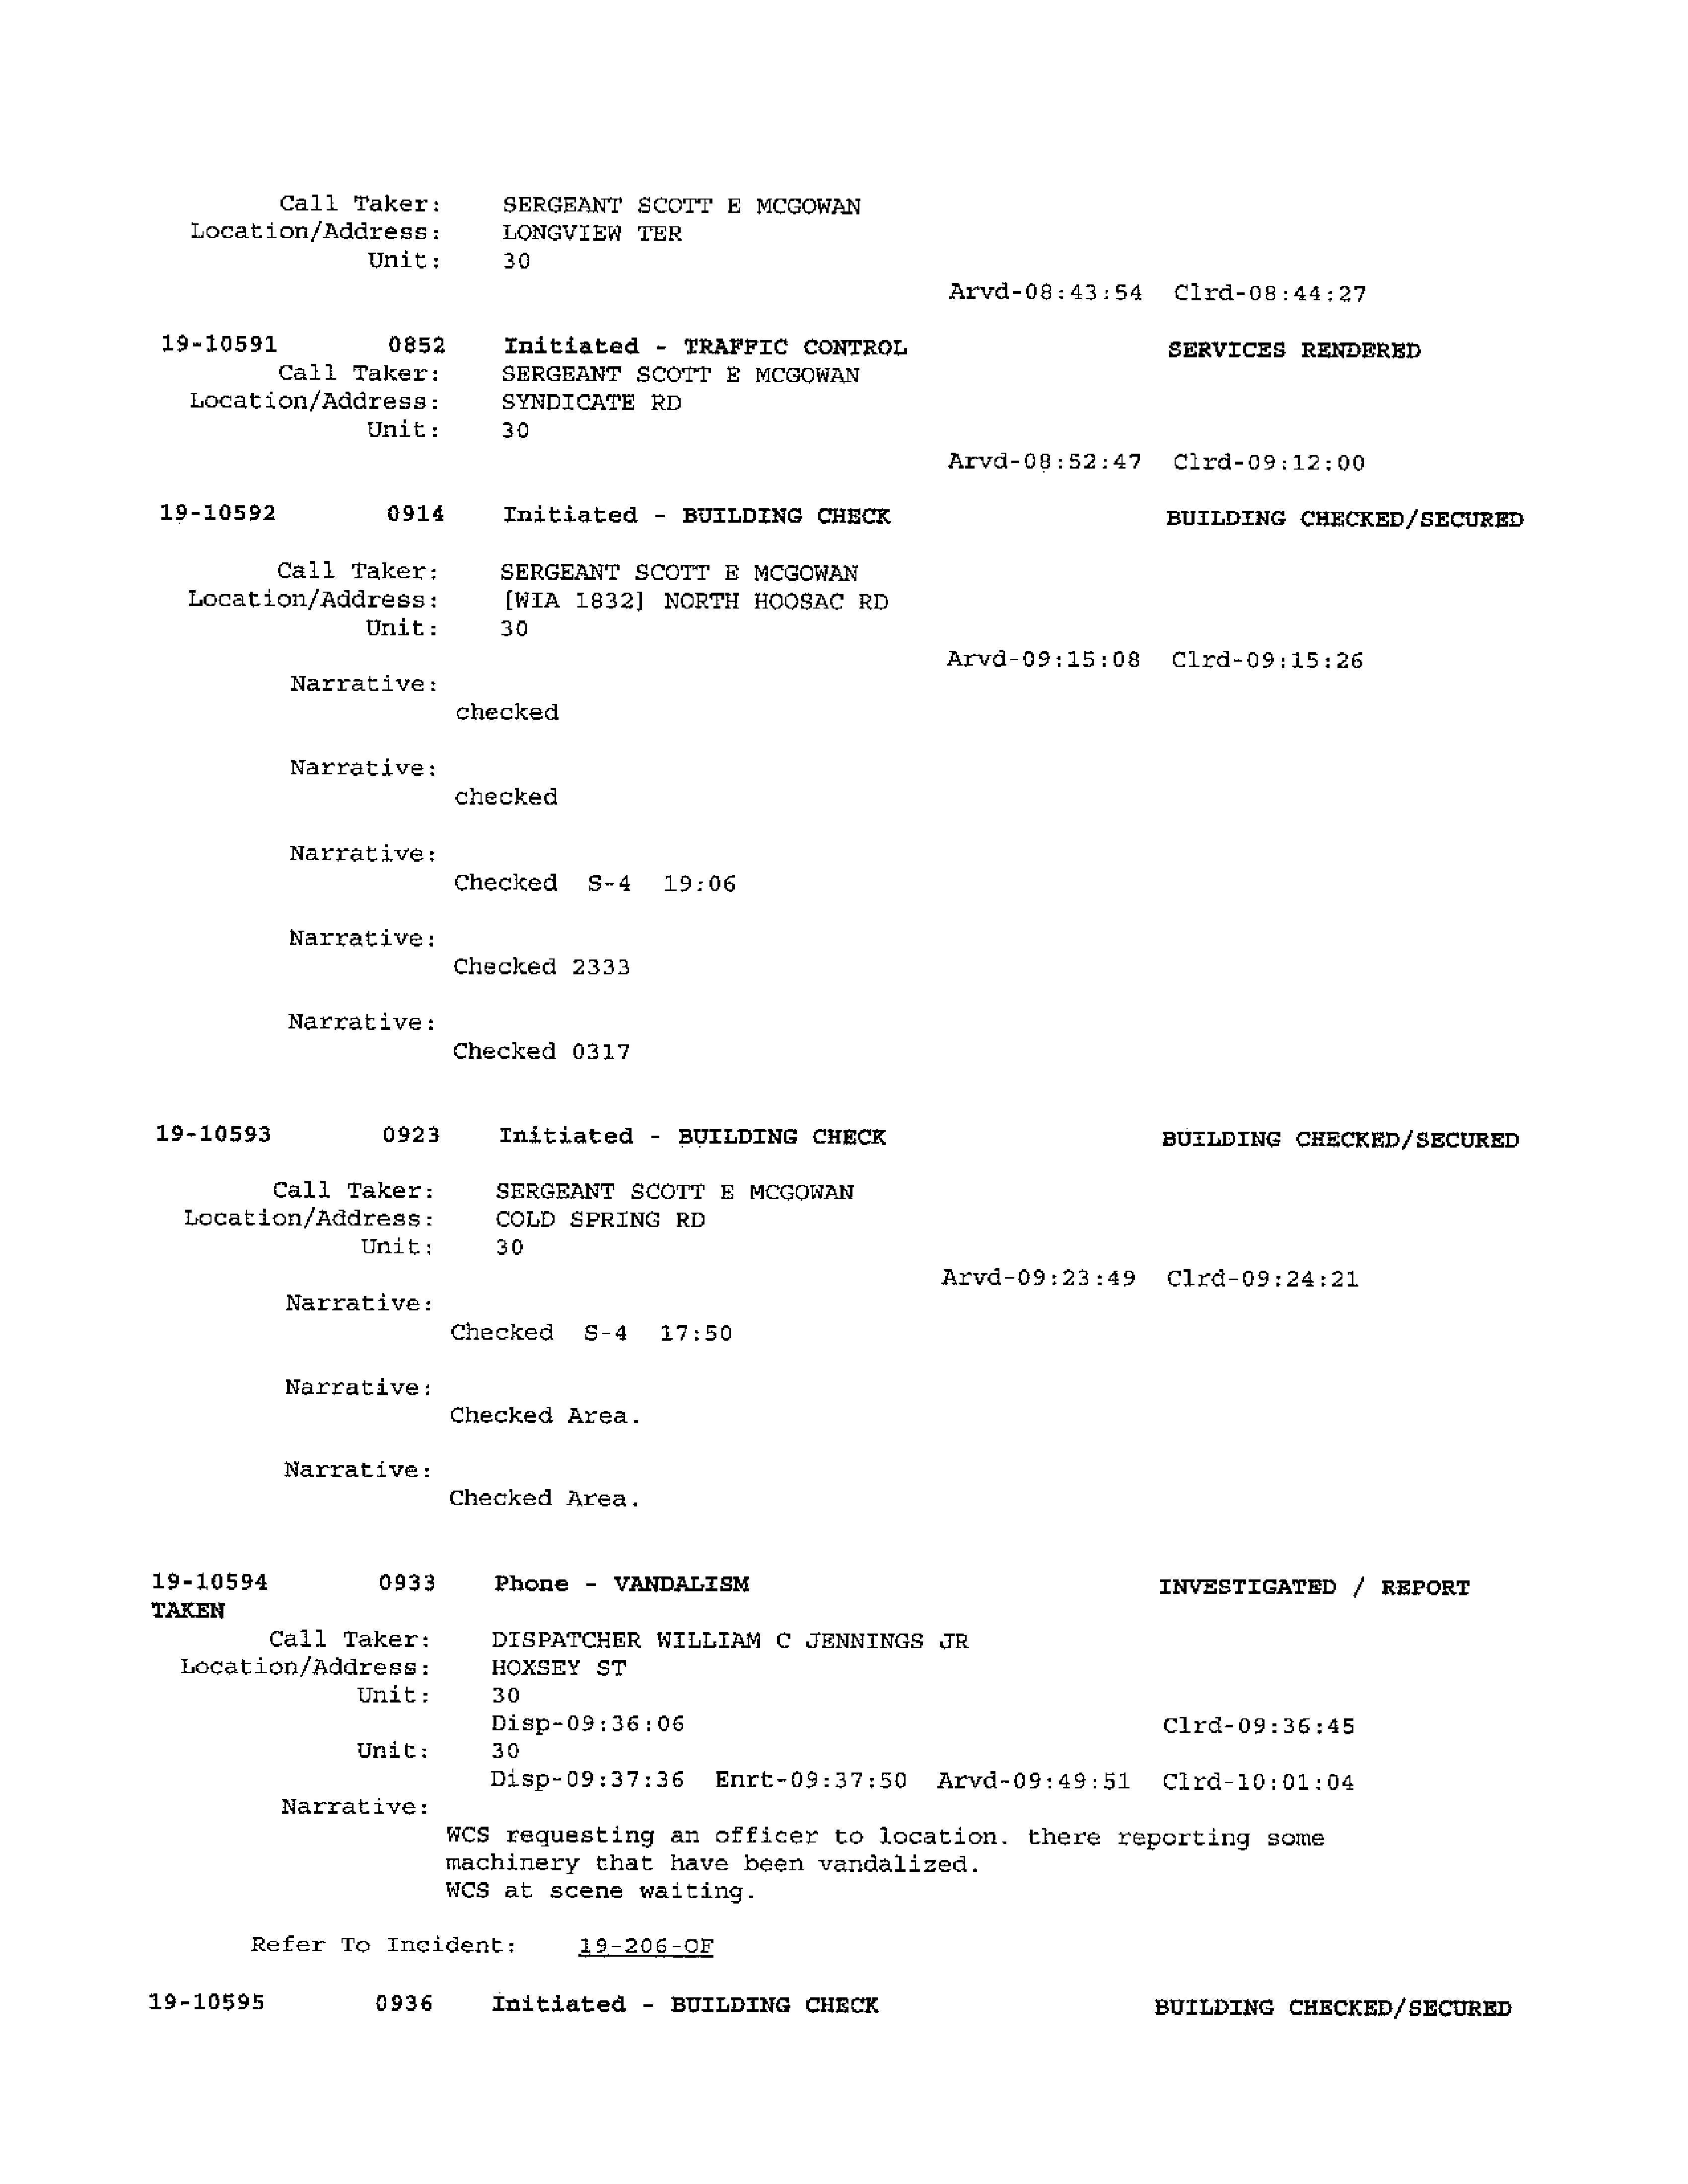 Call Taker: SERGEANT SCOTT E MCGOWAN
Location/Address: LONGVIEW TER
Unit: 30
Arvd-08:43:54 Clrd-08:44:27
19-10591 0852 Initiated - TRAFFIC CONTROL SERVICES RENDERED
Call Taker: SERGEANT SCOTT E MCGOWAN
Location/Address: SYNDICATE RD
Unit: 30
Arvd-08:52:47 Clrd-09:12:00
19-10592 0914 Initiated - BUILDING CHECK BUILDING CHECKED/SECURED
Call Taker: SERGEANT SCOTT E MCGOWAN
Location/Address: [WIA 1832] NORTH HOOSAC RD
Unit: 30
Arvd-09:15:08 Clrd-09:15:26
Narrative:
checked
Narrative:
checked
Narrative:
Checked S-4 19:06
Narrative:
Checked 2333
Narrative:
Checked 0317
19-10593 0923 Initiated - BUILDING CHECK BUILDING CHECKED/SECURED
Call Taker: SERGEANT SCOTT E MCGOWAN
Location/Address: COLD SPRING RD
Unit: 30
Arvd-09:23:49 Clrd-09:24:21
Narrative:
Checked S-4 17:50
Narrative:
Checked Area.
Narrative:
Checked Area.
19-10594 0933 Phone - VANDALISM INVESTIGATED / REPORT
TAKEN
Call Taker: DISPATCHER WILLIAM C JENNINGS JR
Location/Address: HOXSEY ST
Unit: 30
Disp-09:36:06 Clrd-09:36:45
Unit: 30
Disp-09:37:36 Enrt-09:37:50 Arvd-09:49:51 Clrd-10:01:04
Narrative:
WCS requesting an officer to location. there reporting some
machinery that have been vandalized.
WCS at scene waiting.
Refer To Incident: 19-206-OF
19-10595 0936 Initiated - BUILDING CHECK BUILDING CHECKED/SECURED